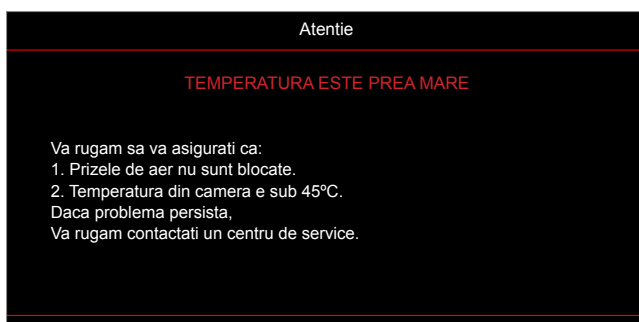 Atentie
TEMPERATURA ESTE PREA MARE
Va rugam sa va asigurati ca:
1. Prizele de aer nu sunt blocate.
2. Temperatura din camera e sub 45ºC.
Daca problema persista,
Va rugam contactati un centru de service.